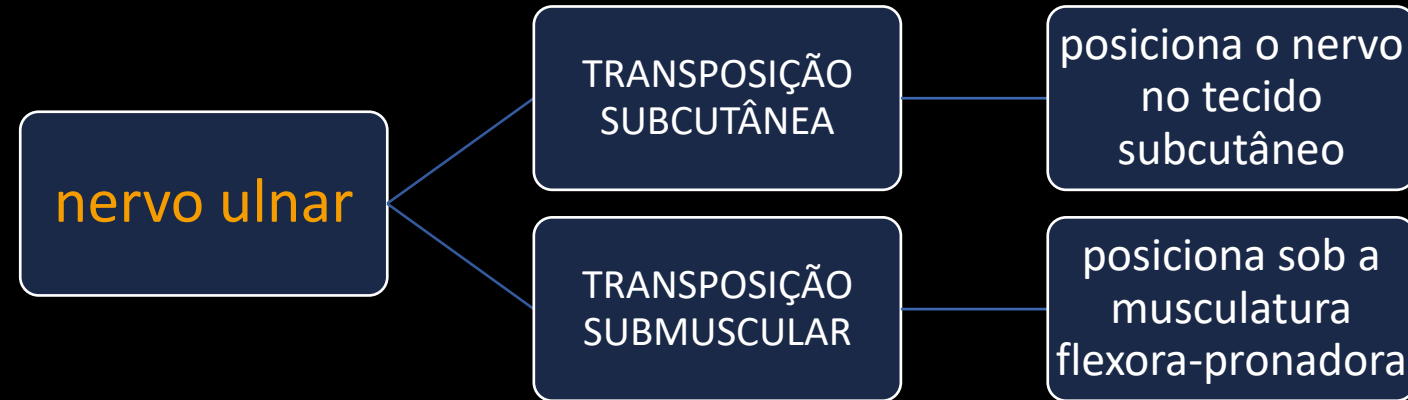 nervo ulnar
TRANSPOSIÇÃO
SUBCUTÂNEA
posiciona o nervo
no tecido
subcutâneo
TRANSPOSIÇÃO
SUBMUSCULAR
posiciona sob a
musculatura
flexora-pronadora